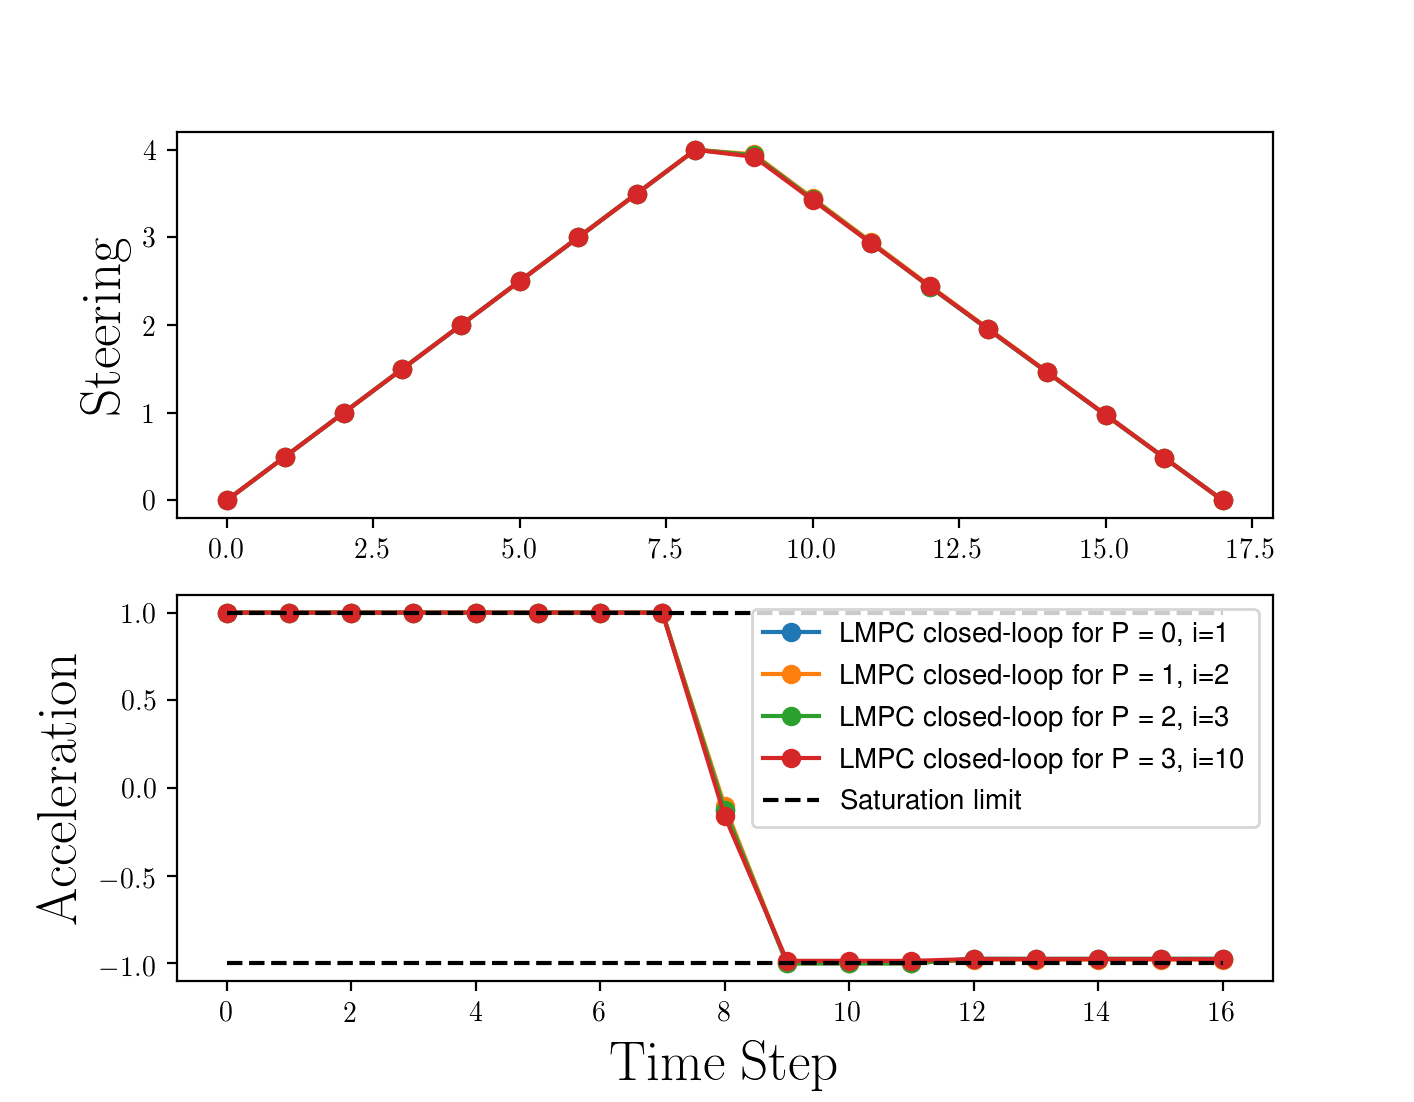 4
3
2
1
0
Steering
0.0 2.5 5.0 7.5 10.0 12.5 15.0 17.5
1.0
0.5
0.0
−0.5
−1.0
Acceleration
LMPC closed-loop for P = 0, i=1
LMPC closed-loop for P = 1, i=2
LMPC closed-loop for P = 2, i=3
LMPC closed-loop for P = 3, i=10
Saturation limit
0 2 4 6 8 10 12 14 16
Time Step